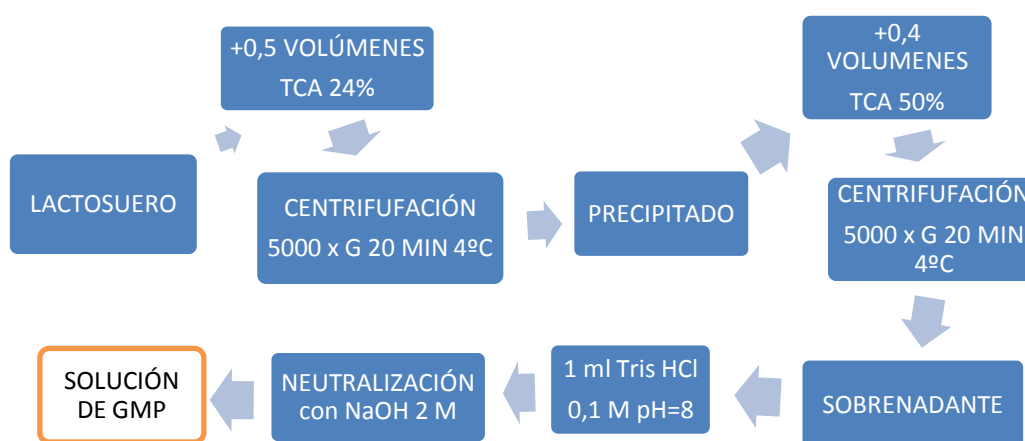 LACTOSUERO
+0,5 VOLÚMENES
TCA 24%
CENTRIFUFACIÓN
5000 x G 20 MIN 4ºC
PRECIPITADO
+0,4
VOLUMENES
TCA 50%
CENTRIFUFACIÓN
5000 x G 20 MIN
4ºC
SOBRENADANTE
1 ml Tris HCl
0,1 M pH=8
NEUTRALIZACIÓN
con NaOH 2 M
SOLUCIÓN
DE GMP